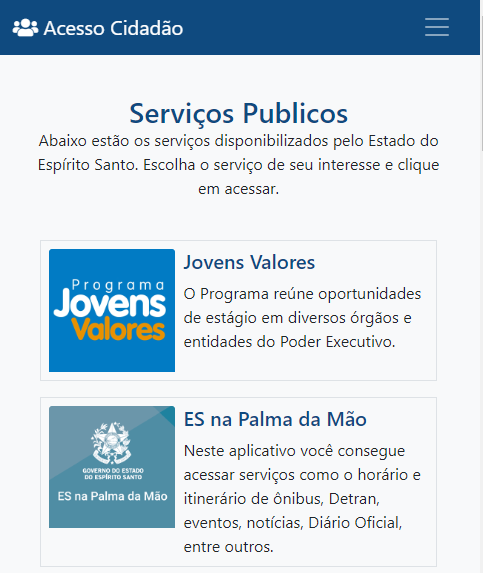 Acesso Cidadão
Serviços Publicos
Abaixo estão os serviços disponibilizados pelo Estado do
Espírito Santo. Escolha o serviço de seu interesse e clique
em acessar.
Programa
Jovens
Valores
Jovens Valores
O Programa reúne oportunidades
de estágio em diversos órgãos e
entidades do Poder Executivo.
GOVERNO DO ESTADO
DO ESPÍRITO SANTO
ES na Palma da Mão
ES na Palma da Mão
Neste aplicativo você consegue
acessar serviços como o horário e
itinerário de ônibus, Detran,
eventos, notícias, Diário Oficial,
entre outros.